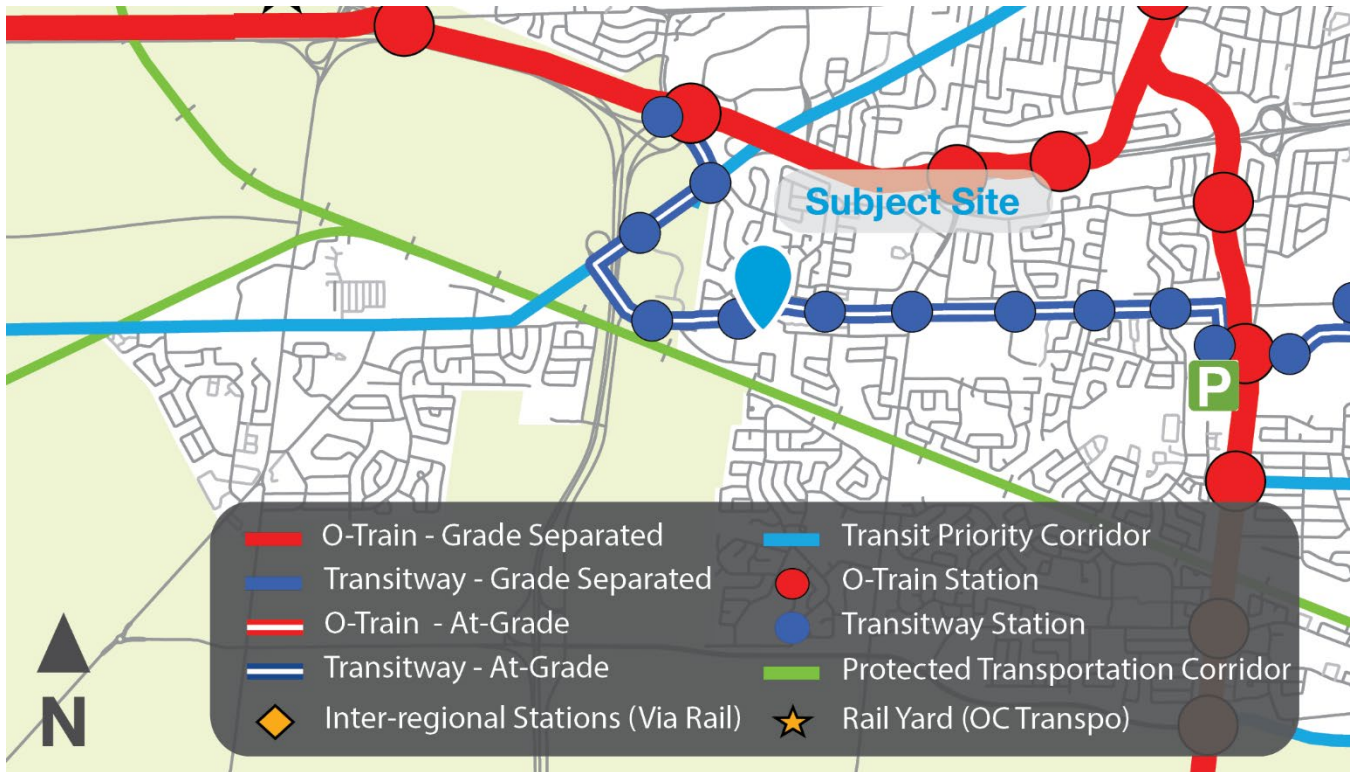 Subject Site
P
O-Train - Grade Separated
Transitway - Grade Separated
O-Train - At-Grade
Transitway - At-Grade
Inter-regional Stations (Via Rail)
Transit Priority Corridor
O-Train Station
Transitway Station
Protected Transportation Corridor
Rail Yard (OC Transpo)
N